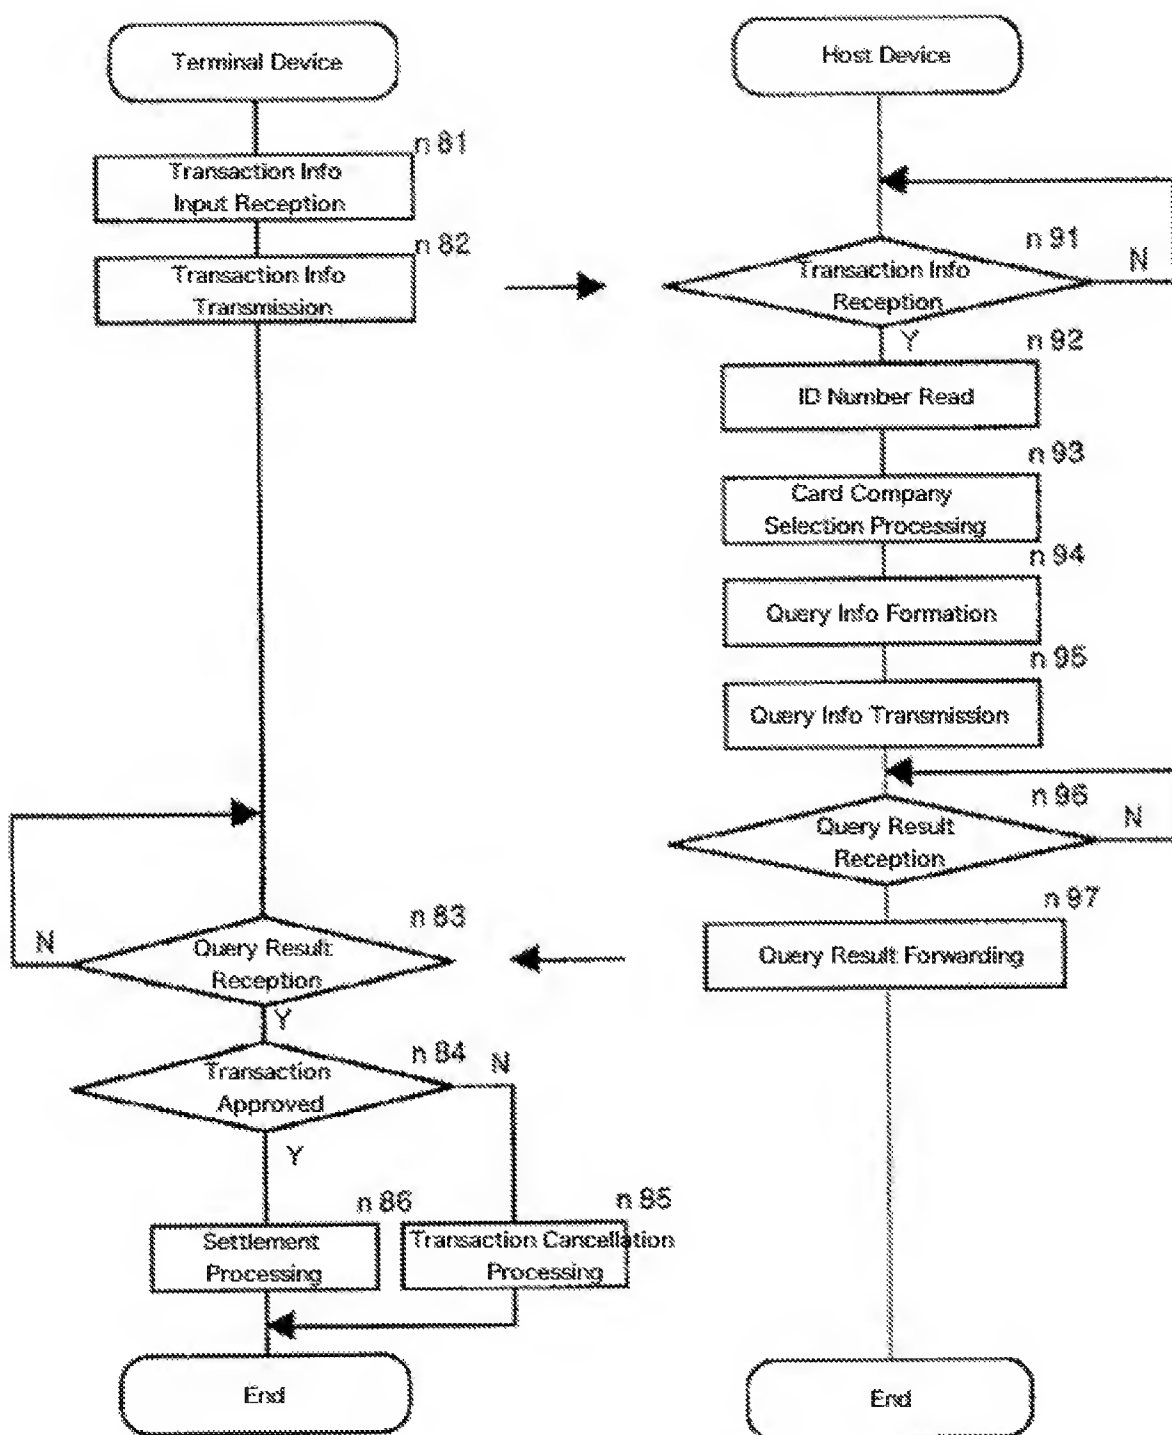 Terminal Device
n 81
Transaction Info
Input Reception
n 82
Transaction Info
Transmission
N
n 83
Query Result
Reception
Y
n 84
N
Transaction
Approved
Y
n 86
Settlement
Processing
n 85
Transaction Cancellation
Processing
End
Host Device
n 91
N
Transaction Info
Reception
Y
n 92
ID Number Read
n 93
Card Company
Selection Processing
n 94
Query Info Formation
n 95
Query Info Transmission
n 96
N
Query Result
Reception
n 97
Query Result Forwarding
End